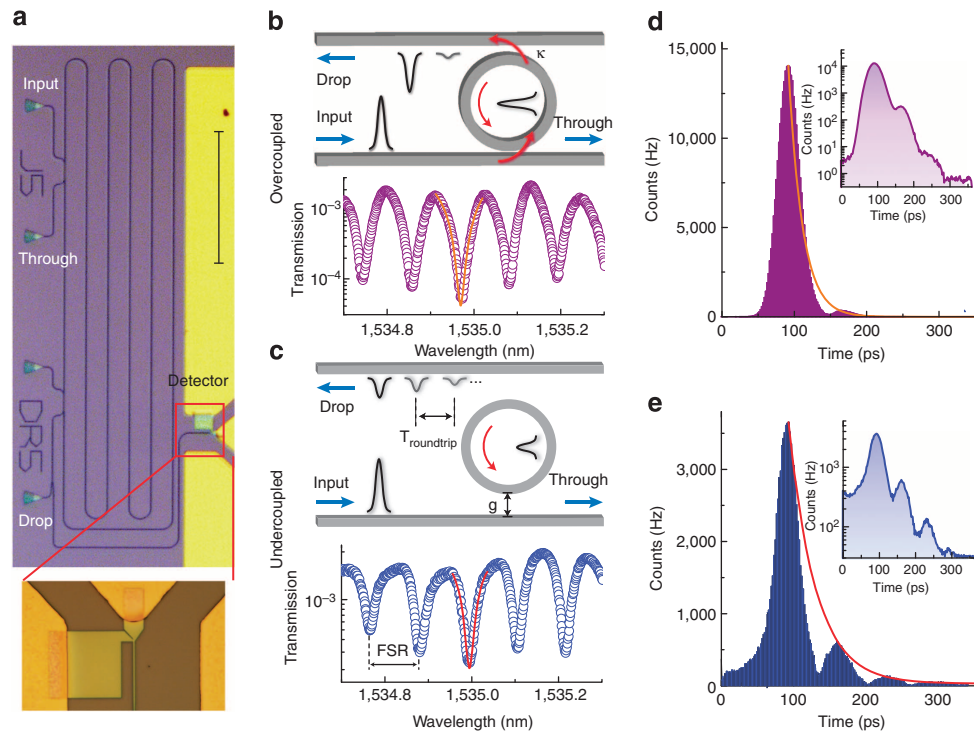 a
Input
J5
Through
Detector
DR5
Drop
b
Overcoupled
Drop
κ
Input
Through
Transmission
10⁻³
10⁻⁴
1,534.8
1,535.0
1,535.2
Wavelength (nm)
c
Undercoupled
Drop
...
T_roundtrip
Input
Through
g
Transmission
10⁻³
FSR
1,534.8
1,535.0
1,535.2
Wavelength (nm)
d
Counts (Hz)
15,000
10,000
5,000
0
0
100
200
300
Time (ps)
Counts (Hz)
10⁴
10³
10²
10¹
10⁰
0
100
200
300
Time (ps)
e
Counts (Hz)
3,000
2,000
1,000
0
0
100
200
300
Time (ps)
Counts (Hz)
10³
10²
0
100
200
300
Time (ps)